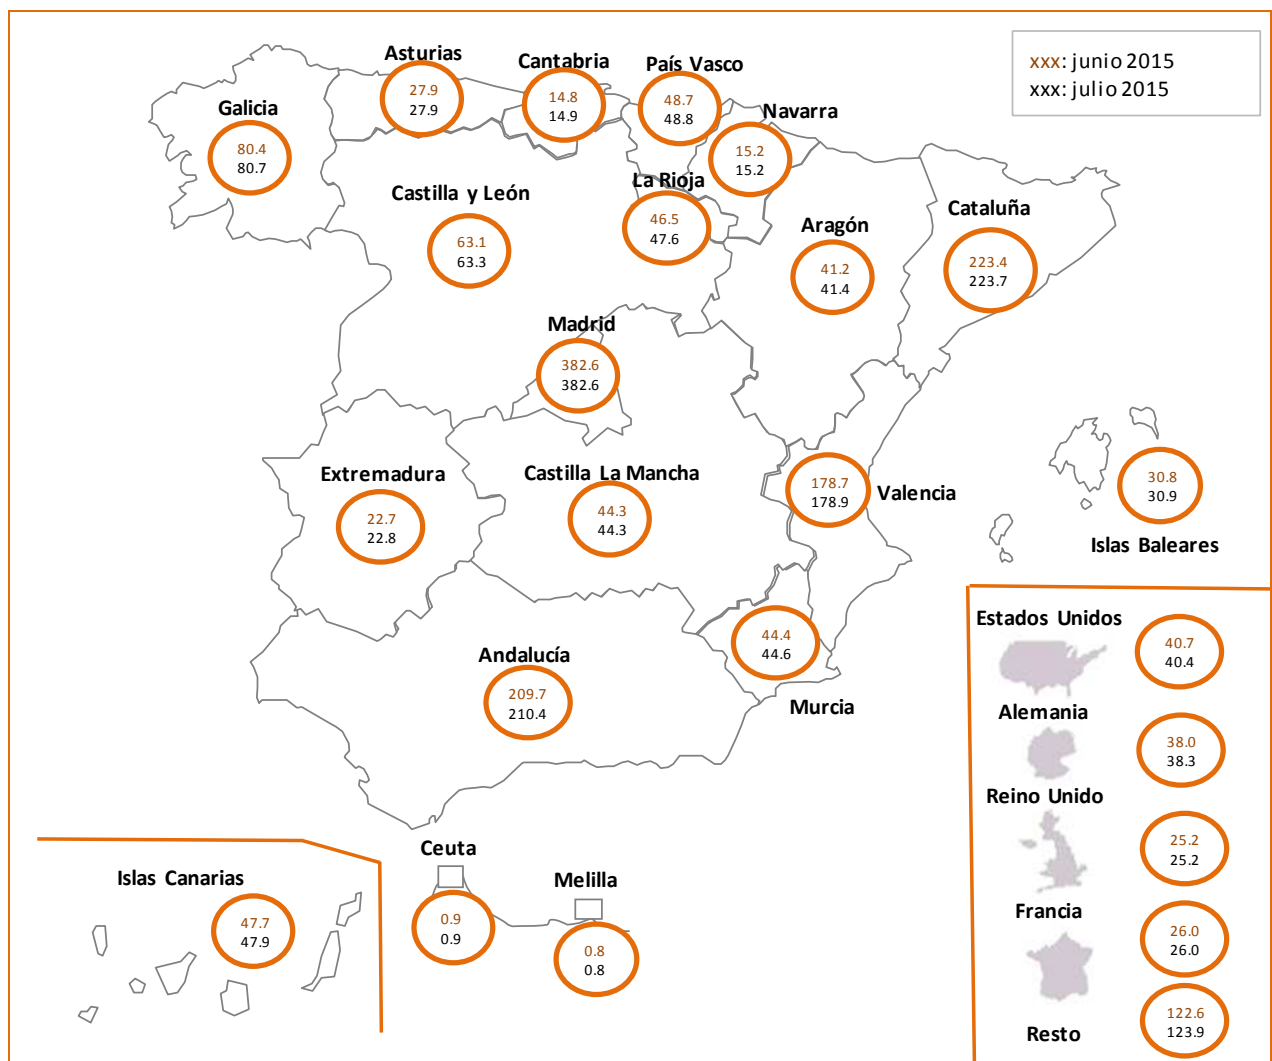 xxx: junio 2015
xxx: julio 2015
Asturias
27.9
27.9
Cantabria
14.8
14.9
País Vasco
48.7
48.8
Navarra
15.2
15.2
Galicia
80.4
80.7
Castilla y León
63.1
63.3
La Rioja
46.5
47.6
Aragón
41.2
41.4
Cataluña
223.4
223.7
Madrid
382.6
382.6
Extremadura
22.7
22.8
Castilla La Mancha
44.3
44.3
Valencia
178.7
178.9
30.8
30.9
Islas Baleares
Andalucía
209.7
210.4
44.4
44.6
Murcia
Estados Unidos
40.7
40.4
Alemania
38.0
38.3
Reino Unido
25.2
25.2
Francia
26.0
26.0
Resto
122.6
123.9
Islas Canarias
47.7
47.9
Ceuta
0.9
0.9
Melilla
0.8
0.8